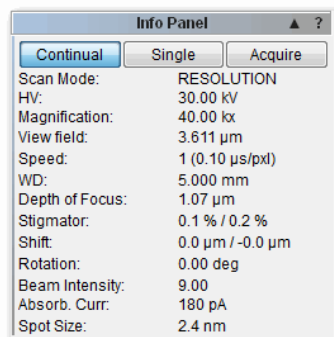 Info Panel ▲ ?
Continual Single Acquire
Scan Mode: RESOLUTION
HV: 30.00 kV
Magnification: 40.00 kx
View field: 3.611 µm
Speed: 1 (0.10 µs/pxl)
WD: 5.000 mm
Depth of Focus: 1.07 µm
Stigmator: 0.1 % / 0.2 %
Shift: 0.0 µm / -0.0 µm
Rotation: 0.00 deg
Beam Intensity: 9.00
Absorb. Curr: 180 pA
Spot Size: 2.4 nm